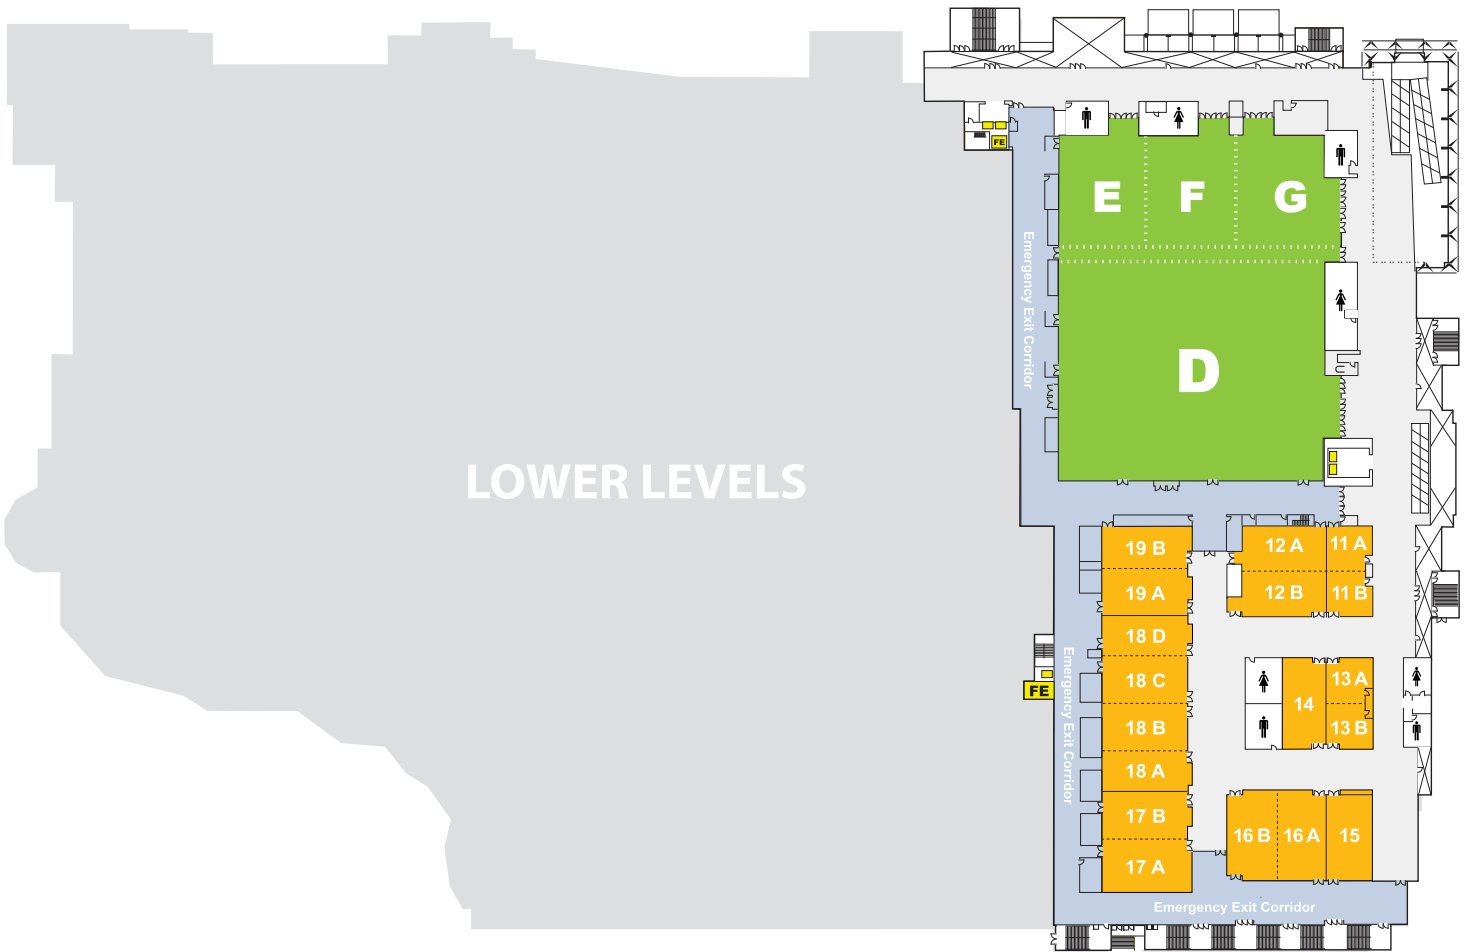 FE
E
F
G
Emergency Exit Corridor
D
LOWER LEVELS
19 B
12 A
11 A
19 A
12 B
11 B
18 D
18 C
13 A
FE
14
Emergency Exit Corridor
18 B
13 B
18 A
17 B
16 B
16 A
15
17 A
Emergency Exit Corridor